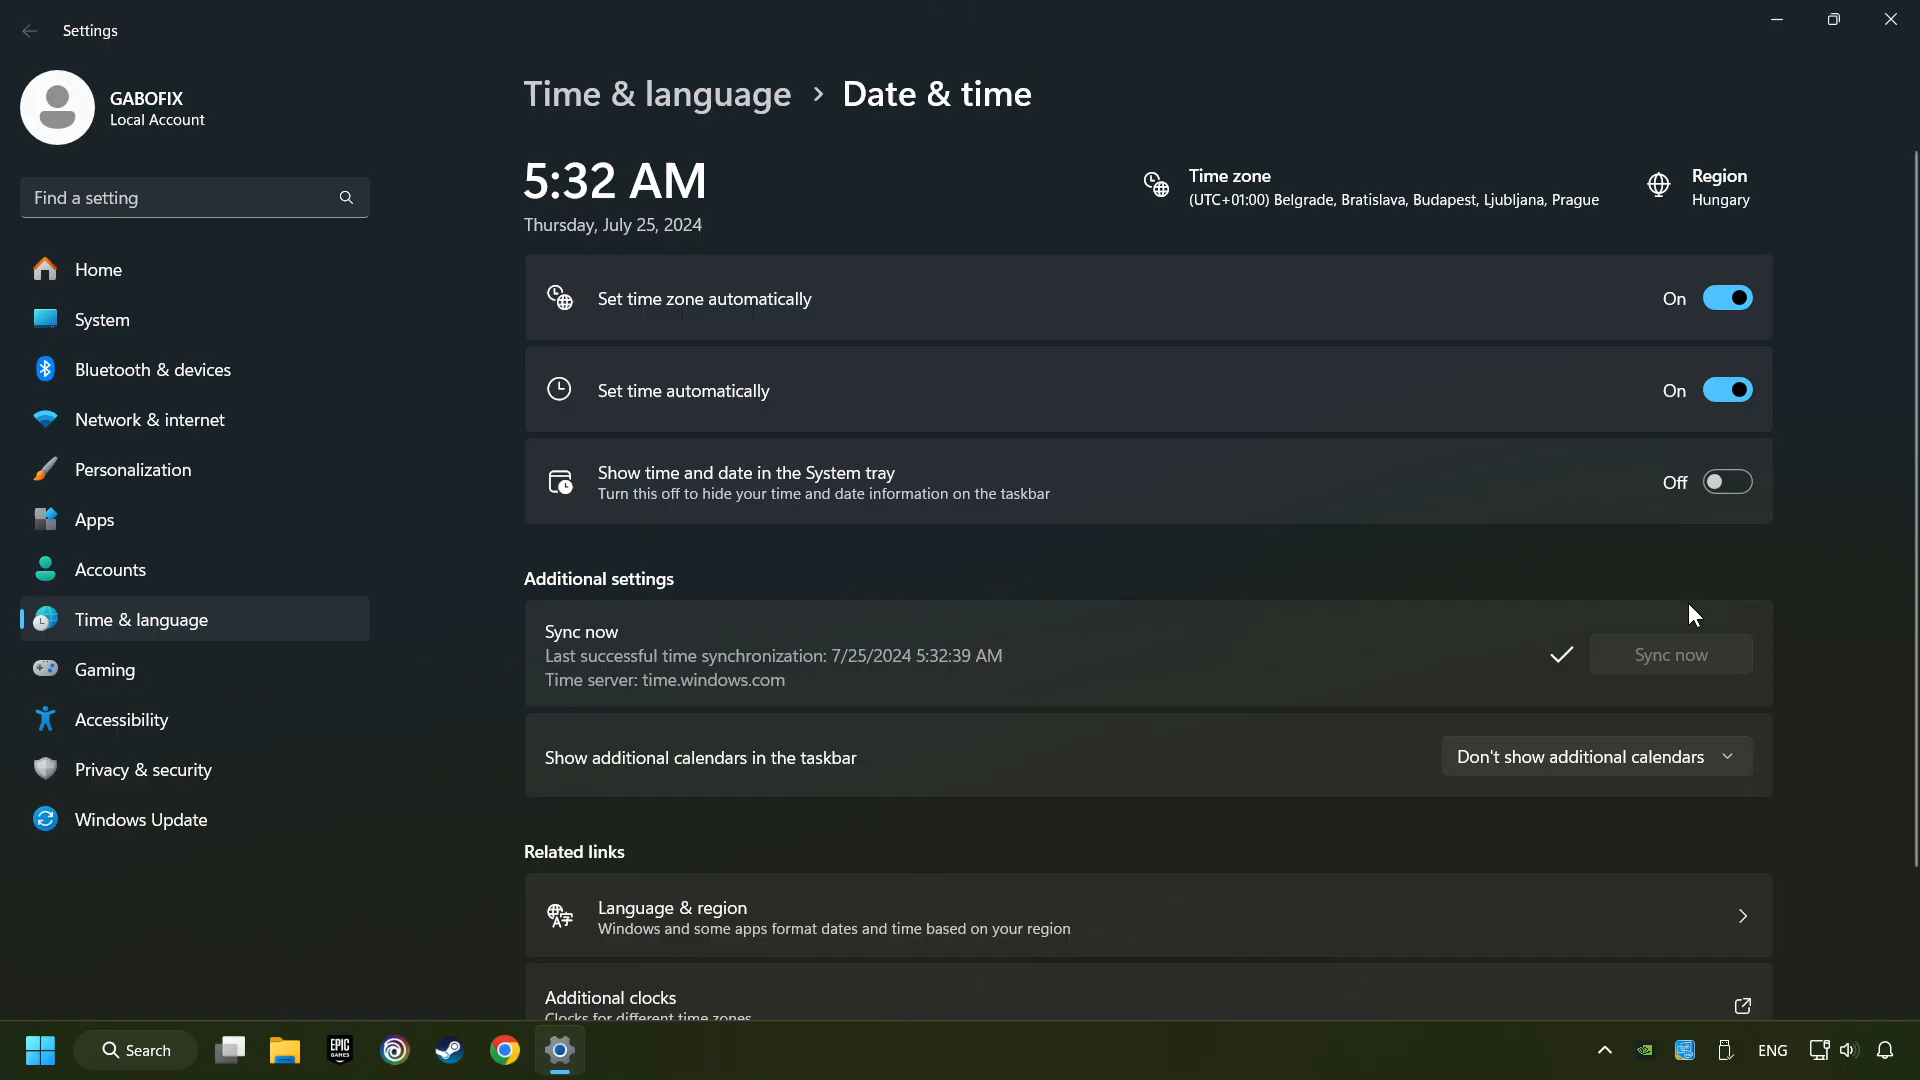 Settings
GABOFIX
Local Account
Find a setting
Home
System
Bluetooth & devices
Network & internet
Personalization
Apps
Accounts
Time & language
Gaming
Accessibility
Privacy & security
Windows Update
Time & language › Date & time
5:32 AM
Thursday, July 25, 2024
Time zone
(UTC+01:00) Belgrade, Bratislava, Budapest, Ljubljana, Prague
Region
Hungary
Set time zone automatically
On
Set time automatically
On
Show time and date in the System tray
Turn this off to hide your time and date information on the taskbar
Off
Additional settings
Sync now
Last successful time synchronization: 7/25/2024 5:32:39 AM
Time server: time.windows.com
Sync now
Show additional calendars in the taskbar
Don't show additional calendars
Related links
Language & region
Windows and some apps format dates and time based on your region
Additional clocks
Clocks for different time zones
Search
EPIC
GAMES
ENG